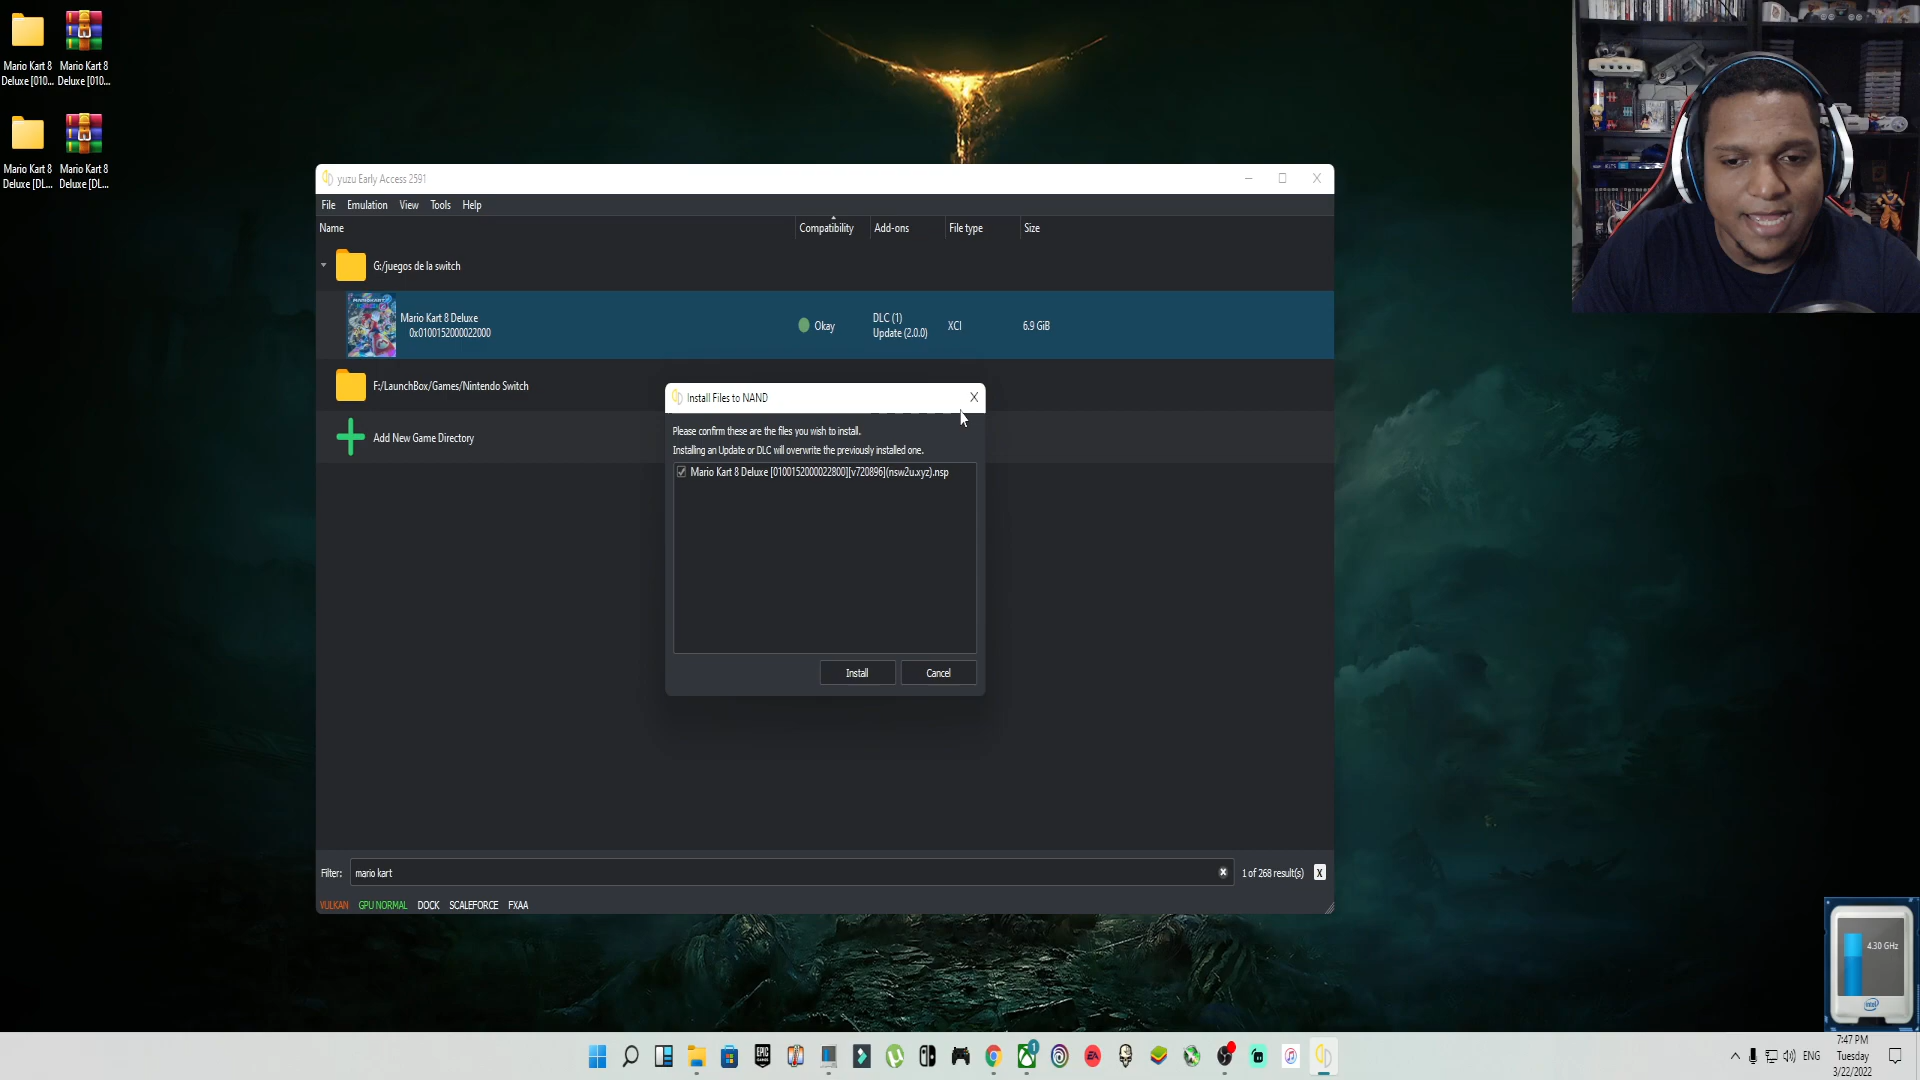 Mario Kart 8
Deluxe [010...
Mario Kart 8
Deluxe [010...
Mario Kart 8
Deluxe [DL...
Mario Kart 8
Deluxe [DL...
yuzu Early Access 2591
File Emulation View Tools Help
Name Compatibility Add-ons File type Size
G:/juegos de la switch
Mario Kart 8 Deluxe
0x0100152000022000
Okay
DLC (1)
Update (2.0.0)
XCI
6.9 GiB
F:/LaunchBox/Games/Nintendo Switch
Add New Game Directory
Install Files to NAND
Please confirm these are the files you wish to install.
Installing an Update or DLC will overwrite the previously installed one.
Mario Kart 8 Deluxe [0100152000022800][v720896](nsw2u.xyz).nsp
Install Cancel
Filter: mario kart 1 of 268 result(s) X
VULKAN GPU NORMAL DOCK SCALEFORCE FXAA
4.30 GHz
intel
EPIC
GAMES
EA
1
ENG
7:47 PM
Tuesday
3/22/2022